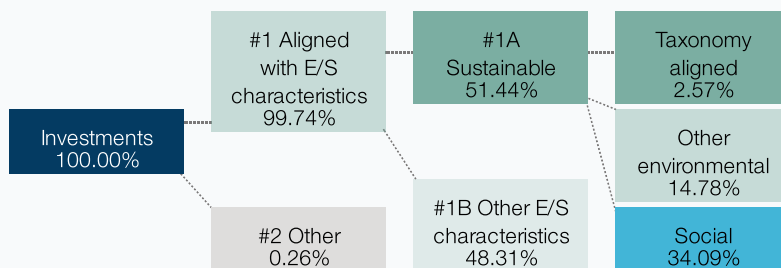 Investments
100.00%
#1 Aligned
with E/S
characteristics
99.74%
#2 Other
0.26%
#1A
Sustainable
51.44%
#1B Other E/S
characteristics
48.31%
Taxonomy
aligned
2.57%
Other
environmental
14.78%
Social
34.09%